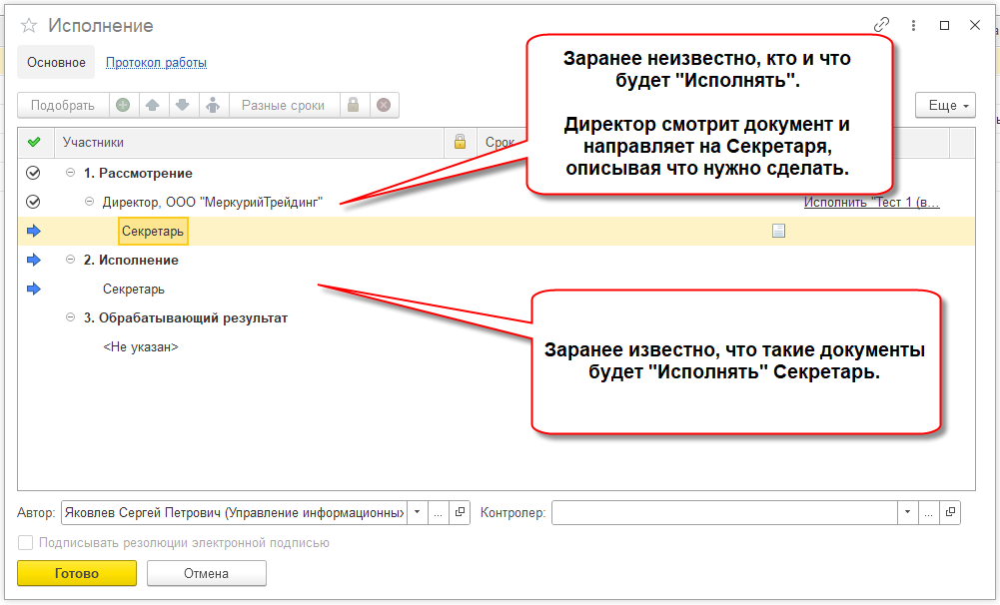 Исполнение
Основное
Протокол работы
Подобрать
Разные сроки
Еще
Участники
Срок
1. Рассмотрение
Директор, ООО "МеркурийТрейдинг"
Исполнить "Тест 1 (в...
Секретарь
2. Исполнение
Секретарь
3. Обрабатывающий результат
<Не указан>
Заранее неизвестно, кто и что
будет "Исполнять".
Директор смотрит документ и
направляет на Секретаря,
описывая что нужно сделать.
Заранее известно, что такие документы
будет "Исполнять" Секретарь.
Автор:
Яковлев Сергей Петрович (Управление информационных
...
Контролер:
...
Подписывать резолюции электронной подписью
Готово
Отмена